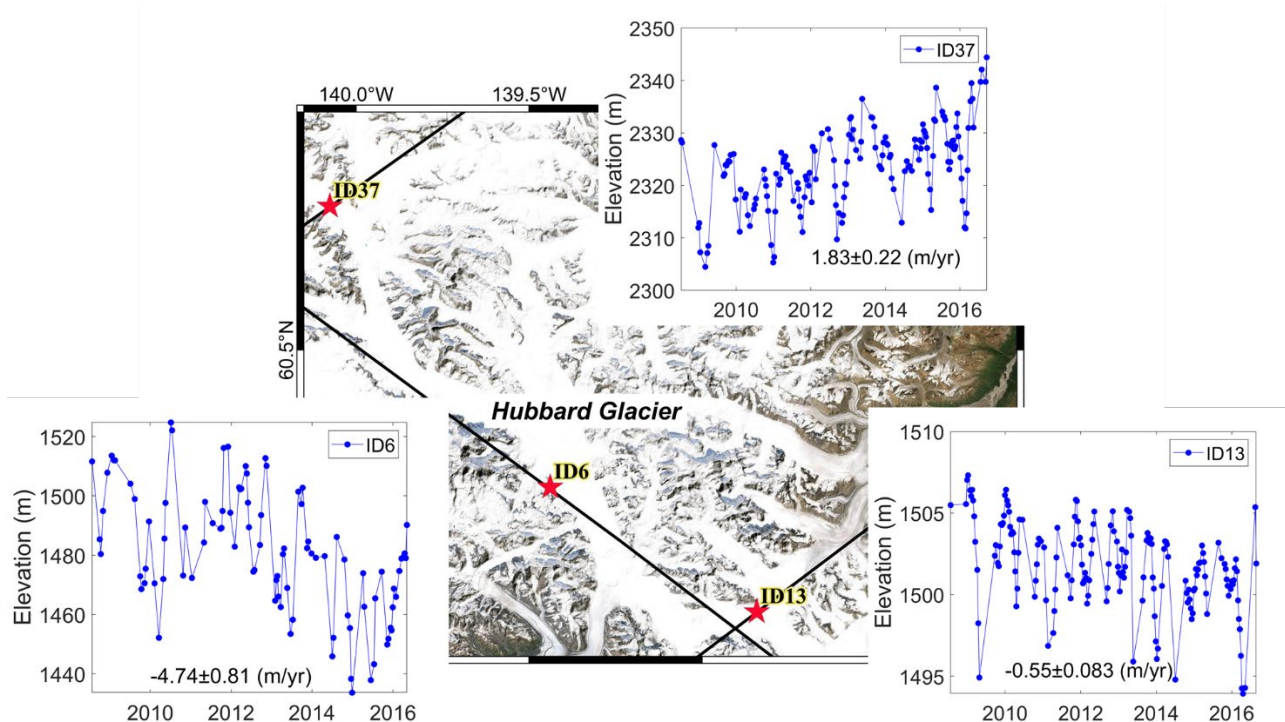 140.0°W 139.5°W
60.5°N
ID37
Hubbard Glacier
ID6
ID13
Elevation (m)
2350
2340
2330
2320
2310
2300
ID37
1.83±0.22 (m/yr)
2010 2012 2014 2016
Elevation (m)
1520
1500
1480
1460
1440
ID6
-4.74±0.81 (m/yr)
2010 2012 2014 2016
Elevation (m)
1510
1505
1500
1495
ID13
-0.55±0.083 (m/yr)
2010 2012 2014 2016